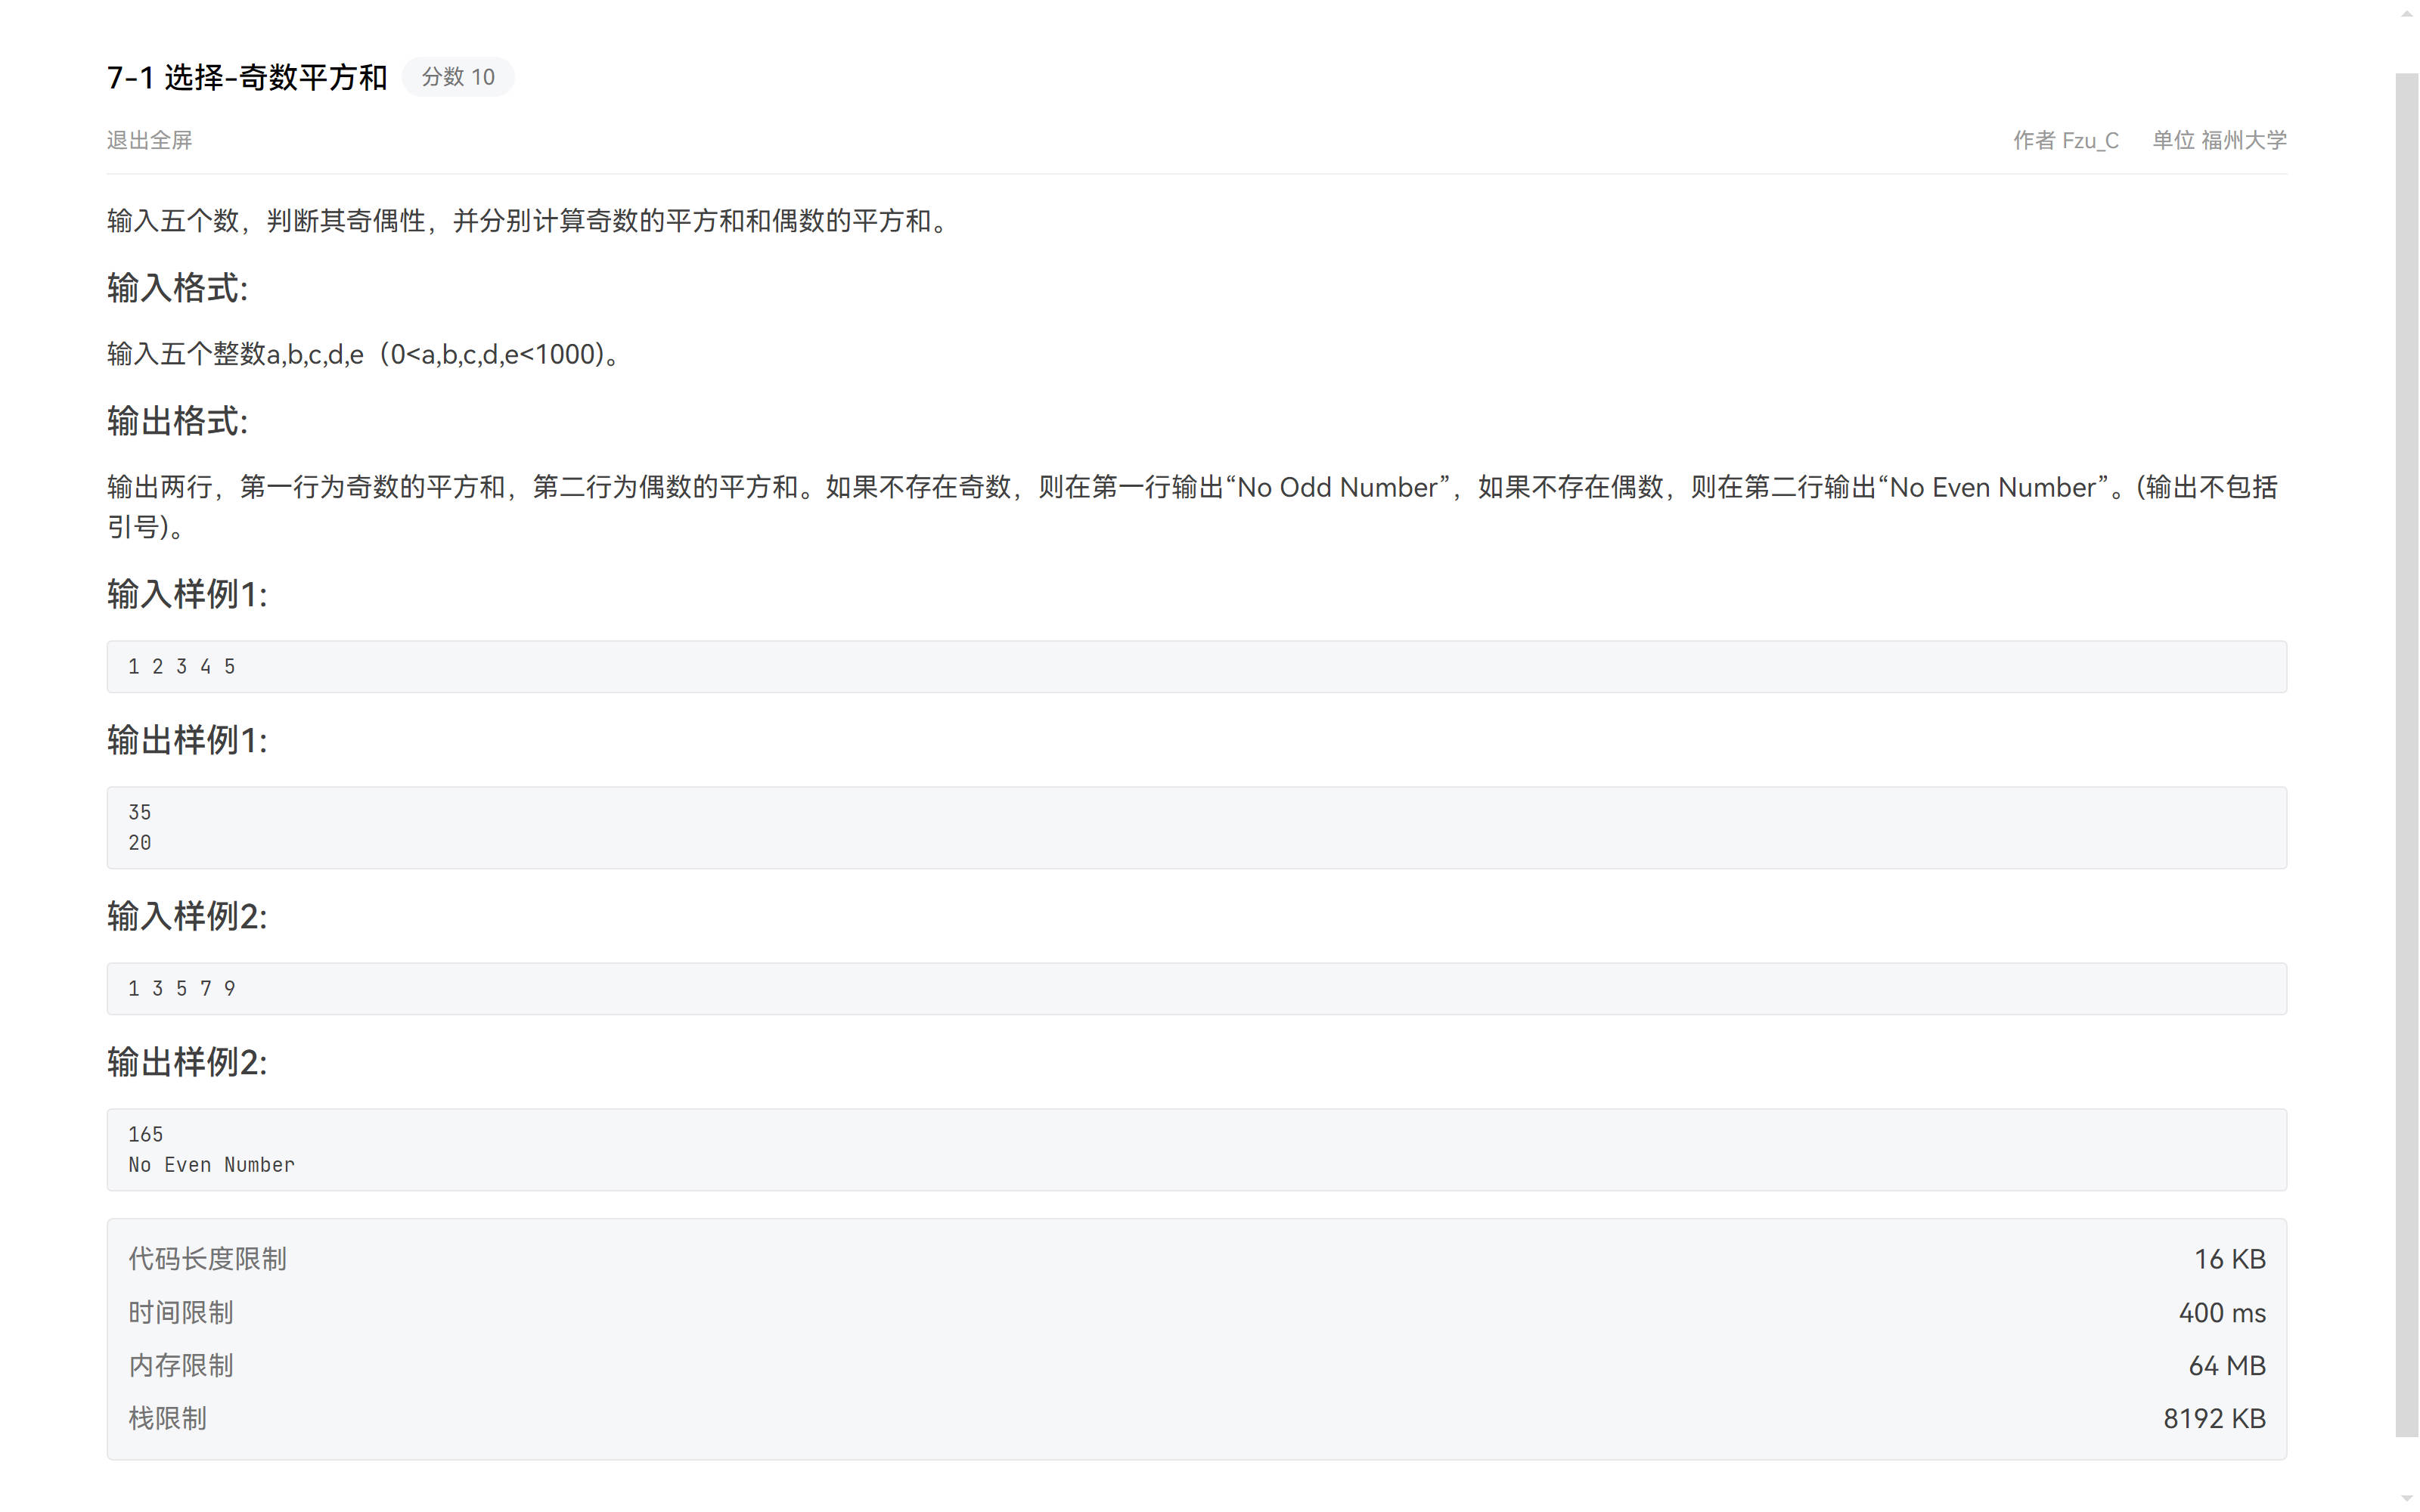 7-1 选择-奇数平方和 分数 10
退出全屏 作者 Fzu_C 单位 福州大学
输入五个数，判断其奇偶性，并分别计算奇数的平方和和偶数的平方和。
输入格式:
输入五个整数a,b,c,d,e（0<a,b,c,d,e<1000)。
输出格式:
输出两行，第一行为奇数的平方和，第二行为偶数的平方和。如果不存在奇数，则在第一行输出“No Odd Number”，如果不存在偶数，则在第二行输出“No Even Number”。(输出不包括
引号)。
输入样例1:
1 2 3 4 5
输出样例1:
35
20
输入样例2:
1 3 5 7 9
输出样例2:
165
No Even Number
代码长度限制 16 KB
时间限制 400 ms
内存限制 64 MB
栈限制 8192 KB